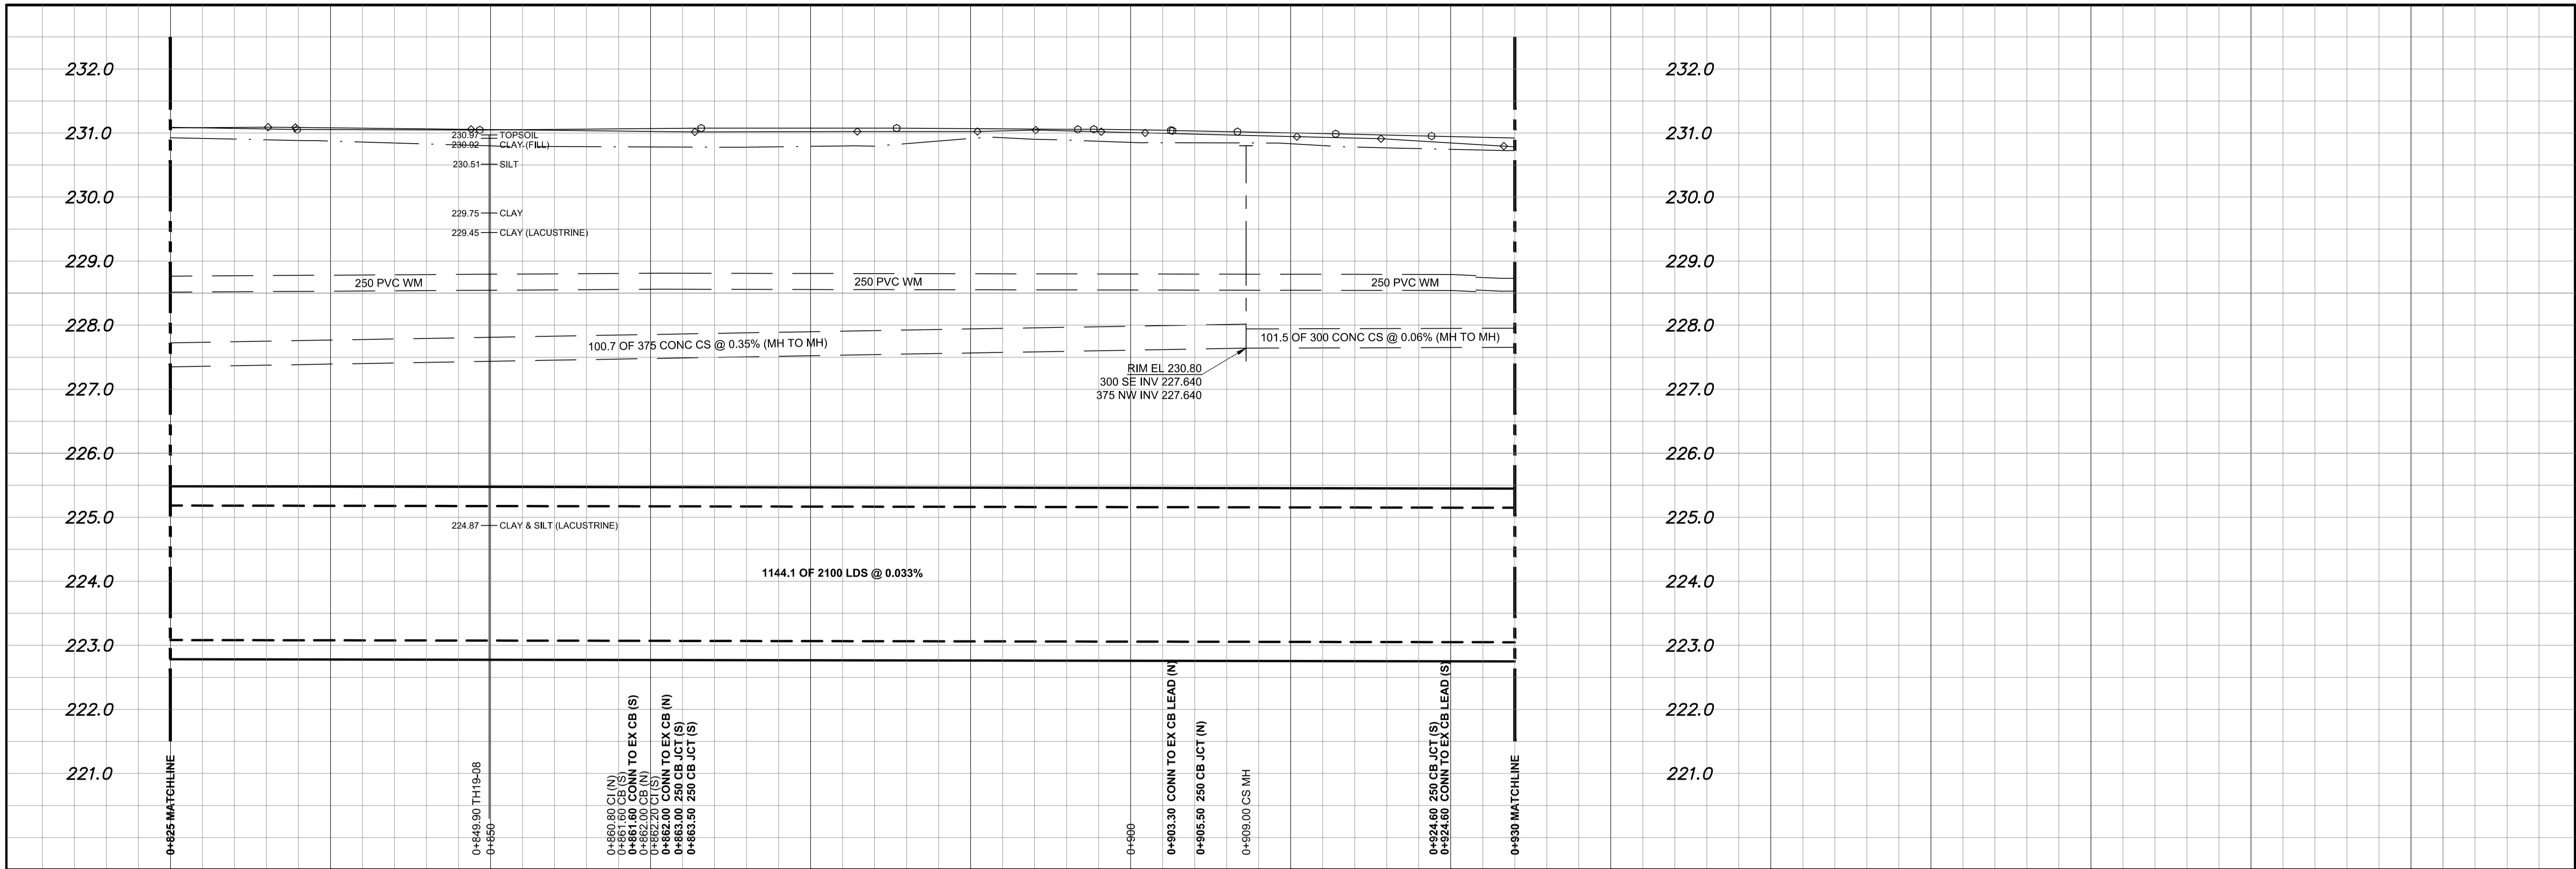 232.0
232.0
231.0
231.0
230.97 TOPSOIL
230.92 CLAY (FILL)
230.51 SILT
230.0
230.0
229.75 CLAY
229.45 CLAY (LACUSTRINE)
229.0
229.0
250 PVC WM
250 PVC WM
250 PVC WM
228.0
228.0
100.7 OF 375 CONC CS @ 0.35% (MH TO MH)
101.5 OF 300 CONC CS @ 0.06% (MH TO MH)
RIM EL 230.80
300 SE INV 227.640
375 NW INV 227.640
227.0
227.0
226.0
226.0
225.0
225.0
224.87 CLAY & SILT (LACUSTRINE)
224.0
224.0
1144.1 OF 2100 LDS @ 0.033%
223.0
223.0
222.0
222.0
221.0
221.0
0+825 MATCHLINE
0+849.90 TH19-08
0+850
0+860.80 CI (N)
0+861.60 CB (S)
0+861.60 CONN TO EX CB (S)
0+862.00 CB (N)
0+862.20 CI (S)
0+862.00 CONN TO EX CB (N)
0+863.00 250 CB JCT (S)
0+863.50 250 CB JCT (S)
0+900
0+903.30 CONN TO EX CB LEAD (N)
0+905.50 250 CB JCT (N)
0+909.00 CS MH
0+924.60 250 CB JCT (S)
0+924.60 CONN TO EX CB LEAD (S)
0+930 MATCHLINE